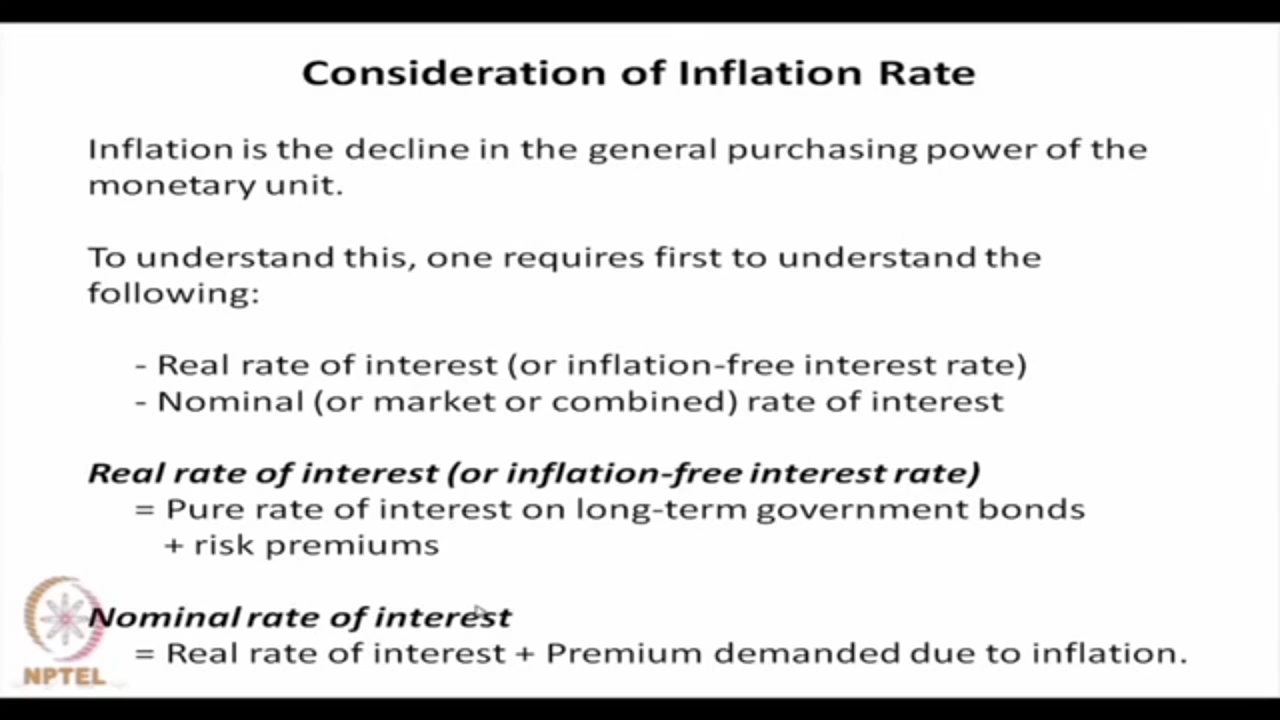 Consideration of Inflation Rate
Inflation is the decline in the general purchasing power of the
monetary unit.
To understand this, one requires first to understand the
following:
- Real rate of interest (or inflation-free interest rate)
- Nominal (or market or combined) rate of interest
Real rate of interest (or inflation-free interest rate)
= Pure rate of interest on long-term government bonds
+ risk premiums
Nominal rate of interest
= Real rate of interest + Premium demanded due to inflation.
NPTEL